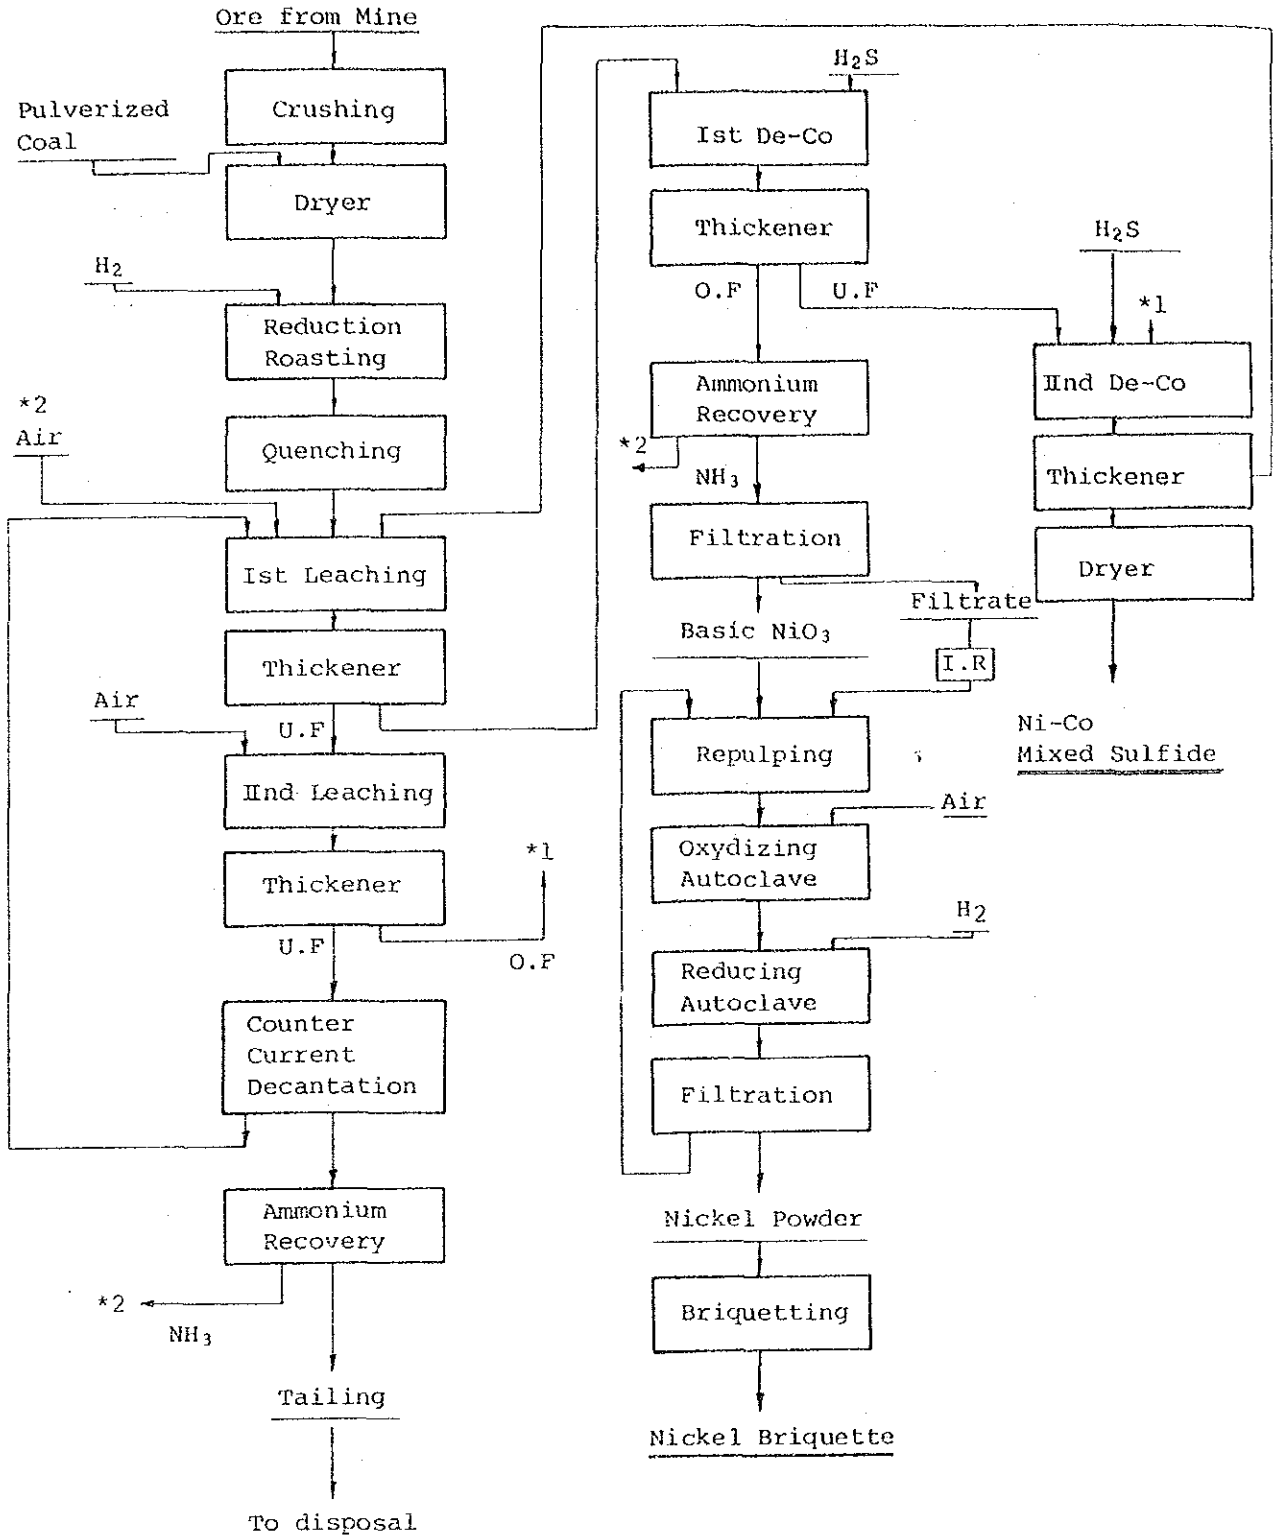 Ore from Mine
Crushing
Pulverized
Coal
Dryer
H₂
Reduction
Roasting
*2
Air
Quenching
Ist Leaching
Thickener
Air
U.F
IInd Leaching
Thickener
*1
U.F
O.F
Counter
Current
Decantation
Ammonium
Recovery
*2
NH₃
Tailing
To disposal
H₂S
Ist De-Co
Thickener
O.F
U.F
Ammonium
Recovery
*2
NH₃
Filtration
Filtrate
Basic NiO₃
I.R
Repulping
Air
Oxydizing
Autoclave
H₂
Reducing
Autoclave
Filtration
Nickel Powder
Briquetting
Nickel Briquette
H₂S
*1
IInd De-Co
Thickener
Dryer
Ni-Co
Mixed Sulfide